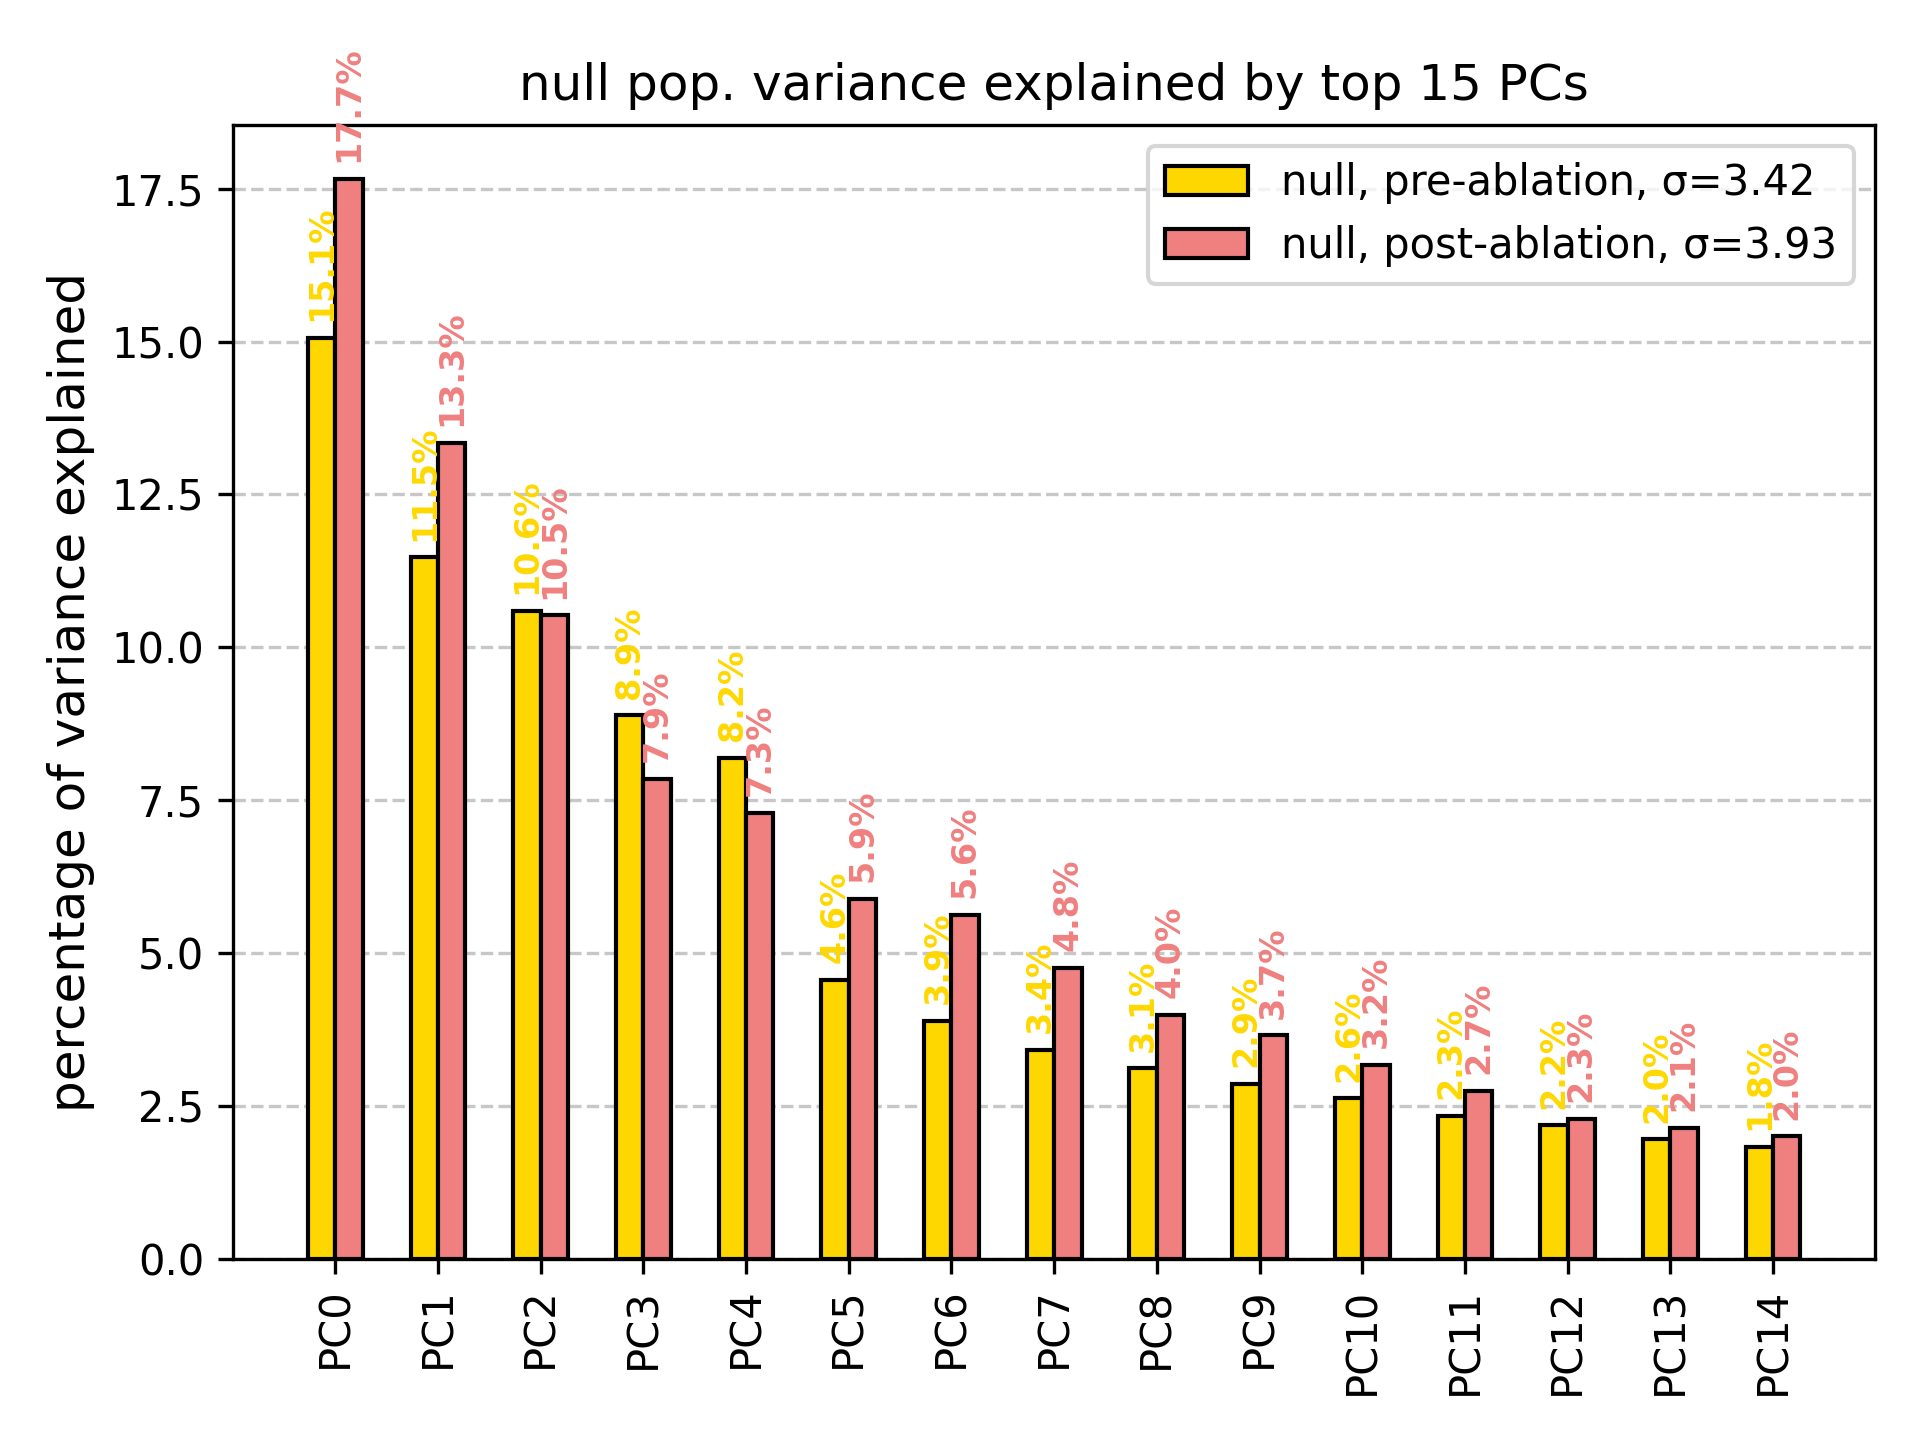 null pop. variance explained by top 15 PCs
null, pre-ablation, σ=3.42
null, post-ablation, σ=3.93
percentage of variance explained
17.5
15.0
12.5
10.0
7.5
5.0
2.5
0.0
15.1%
17.7%
11.5%
13.3%
10.6%
10.5%
8.9%
7.9%
8.2%
7.3%
4.6%
5.9%
3.9%
5.6%
3.4%
4.8%
3.1%
4.0%
2.9%
3.7%
2.6%
3.2%
2.3%
2.7%
2.2%
2.3%
2.0%
2.1%
1.8%
2.0%
PC0
PC1
PC2
PC3
PC4
PC5
PC6
PC7
PC8
PC9
PC10
PC11
PC12
PC13
PC14